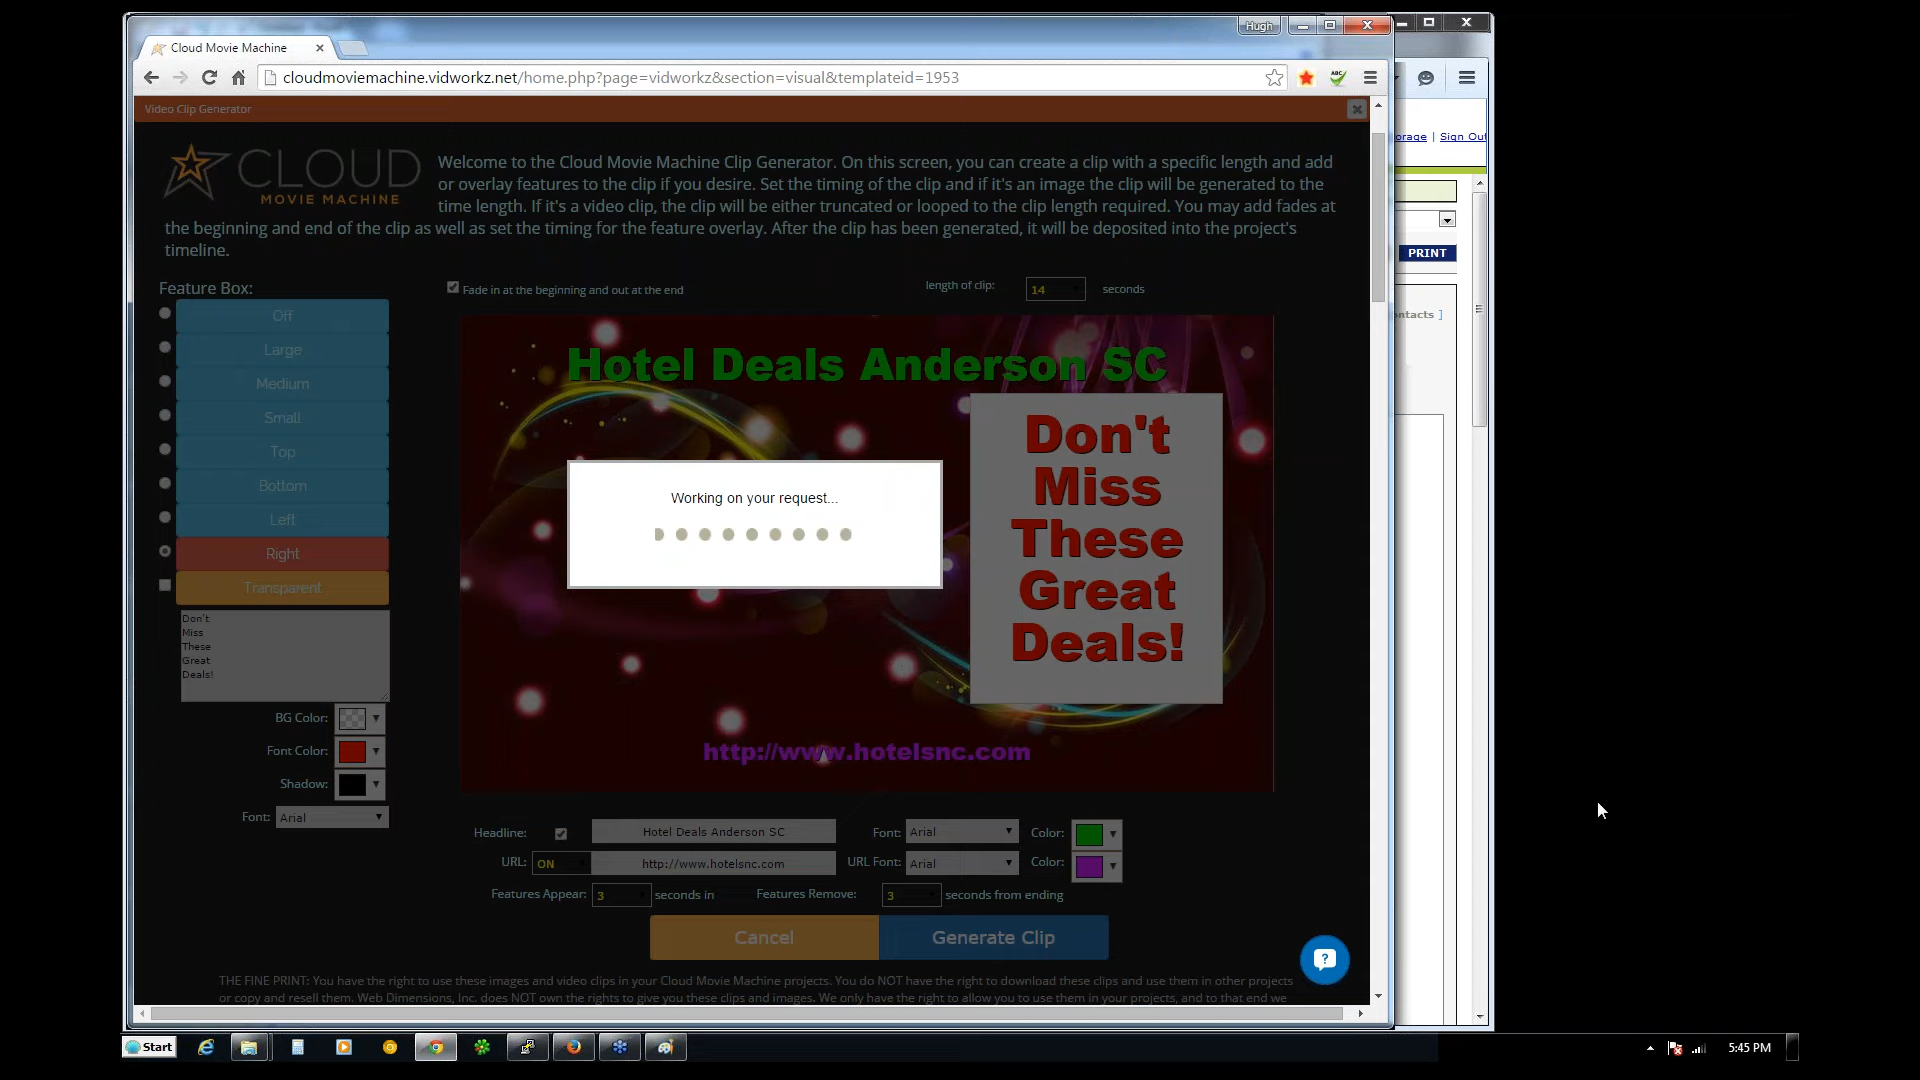 Hugh
Cloud Movie Machine
cloudmoviemachine.vidworkz.net/home.php?page=vidworkz&section=visual&templateid=1953
Video Clip Generator
orage | Sign Out
CLOUD
MOVIE MACHINE
Welcome to the Cloud Movie Machine Clip Generator. On this screen, you can create a clip with a specific length and add
or overlay features to the clip if you desire. Set the timing of the clip and if it's an image the clip will be generated to the
time length. If it's a video clip, the clip will be either truncated or looped to the clip length required. You may add fades at
the beginning and end of the clip as well as set the timing for the feature overlay. After the clip has been generated, it will be deposited into the project's
timeline.
PRINT
Feature Box:
Fade in at the beginning and out at the end
length of clip:
14
seconds
ontacts ]
Off
Large
Medium
Small
Top
Bottom
Left
Right
Transparent
Don't
Miss
These
Great
Deals!
BG Color:
Font Color:
Shadow:
Font:
Arial
Hotel Deals Anderson SC
Don't
Miss
These
Great
Deals!
http://www.hotelsnc.com
Working on your request...
Headline:
Hotel Deals Anderson SC
Font:
Arial
Color:
URL:
ON
http://www.hotelsnc.com
URL Font:
Arial
Color:
Features Appear:
3
seconds in
Features Remove:
3
seconds from ending
Cancel
Generate Clip
THE FINE PRINT: You have the right to use these images and video clips in your Cloud Movie Machine projects. You do NOT have the right to download these clips and use them in other projects
or copy and resell them. Web Dimensions, Inc. does NOT own the rights to give you these clips and images. We only have the right to allow you to use them in your projects, and to that end we
Start
5:45 PM